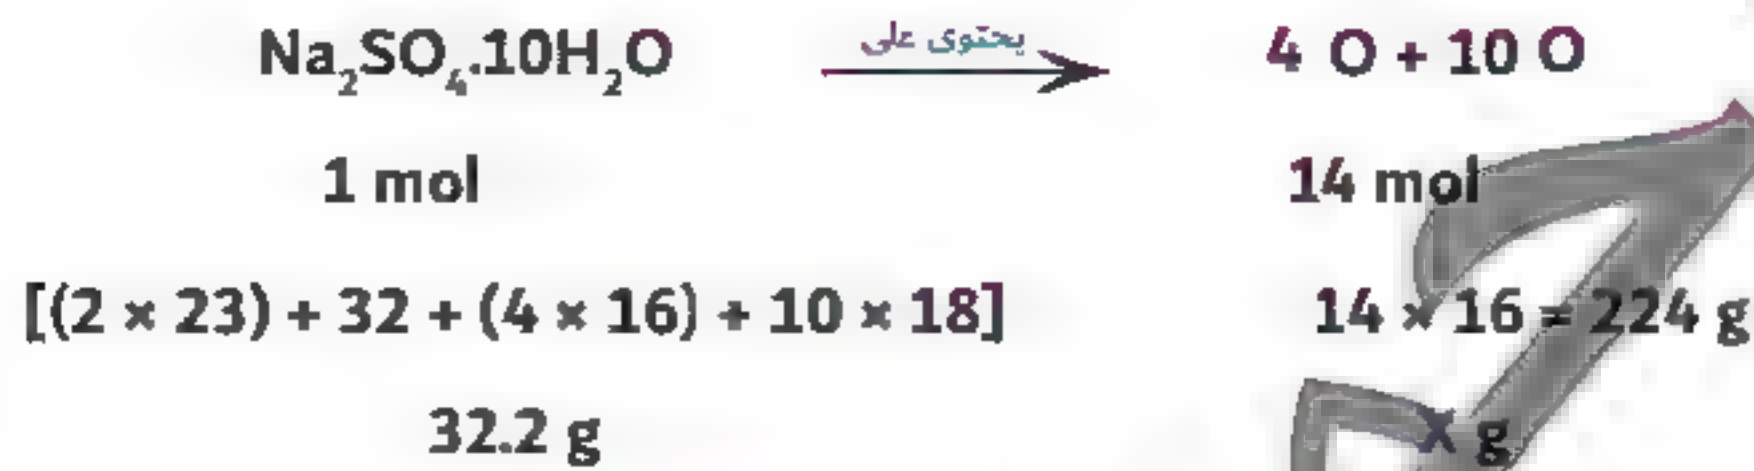 Na₂SO₄.10H₂O يحتوى على 4 O + 10 O
1 mol 14 mol
[(2 × 23) + 32 + (4 × 16) + 10 × 18] 14 × 16 = 224 g
32.2 g X g